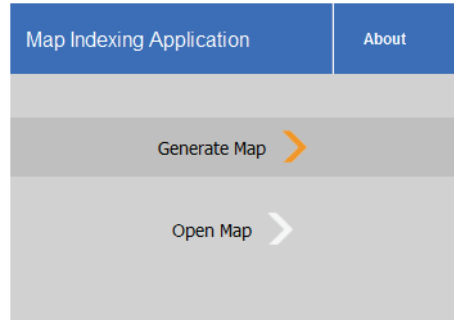 Map Indexing Application
About
Generate Map
Open Map